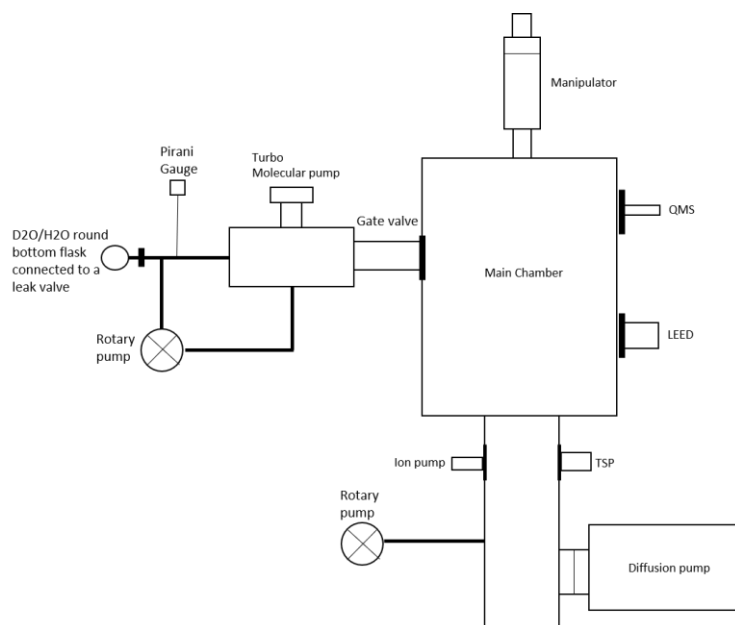 Manipulator
Pirani
Gauge
Turbo
Molecular pump
Gate valve
QMS
D2O/H2O round
bottom flask
connected to a
leak valve
Main Chamber
Rotary
pump
LEED
Ion pump
TSP
Rotary
pump
Diffusion pump